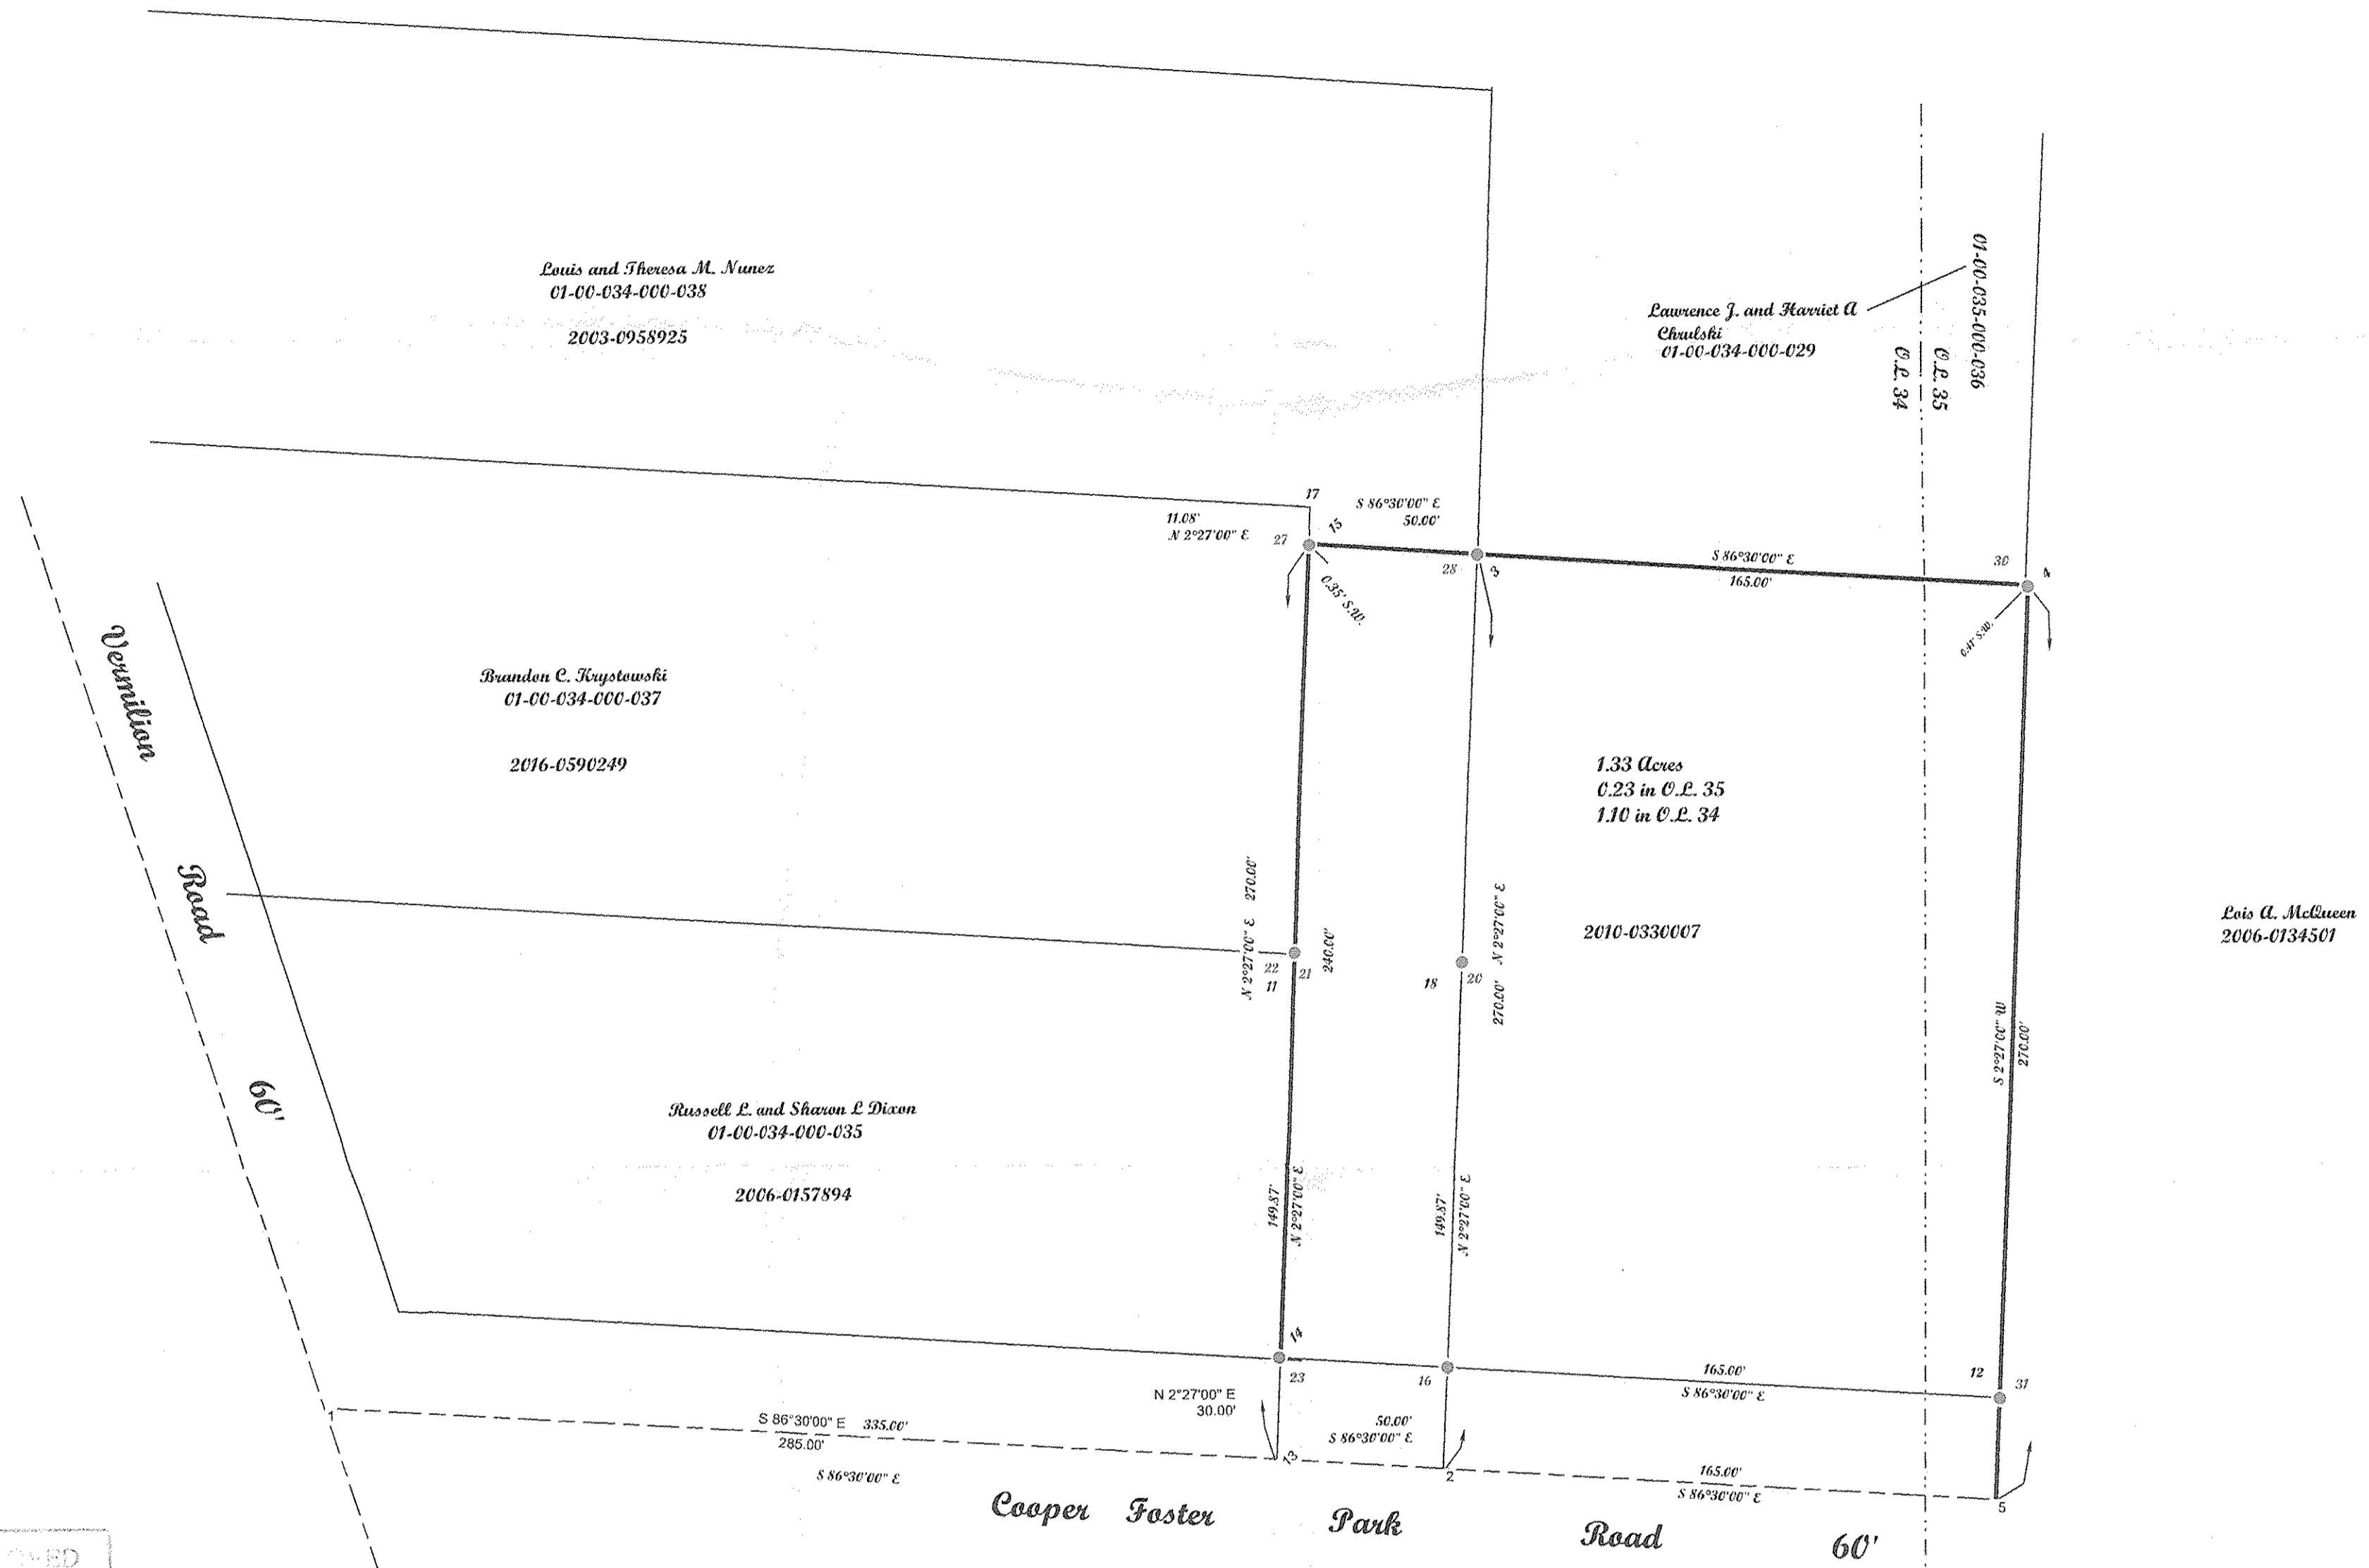 Louis and Theresa M. Nunez
01-00-034-000-038
2003-0958925
Lawrence J. and Harriet A
Chrulski
01-00-034-000-029
01-00-035-000-036
O.L. 34
O.L. 35
17
S 86°30'00" E
50.00'
11.08'
N 2°27'00" E
27
15
0.35' S.W.
28
3
S 86°30'00" E
165.00'
30
4
0.41' S.W.
Vermilion
Road
60'
Brandon C. Krystowski
01-00-034-000-037
2016-0590249
1.33 Acres
0.23 in O.L. 35
1.10 in O.L. 34
2010-0330007
Lois A. McQueen
2006-0134501
N 2°27'00" E 270.00'
240.00'
22
21
11
18
20
270.00' N 2°27'00" E
S 2°27'00" W
270.00'
Russell L. and Sharon L Dixon
01-00-034-000-035
2006-0157894
149.87'
N 2°27'00" E
149.87'
N 2°27'00" E
14
23
16
165.00'
S 86°30'00" E
12
31
N 2°27'00" E
30.00'
1
S 86°30'00" E 335.00'
285.00'
S 86°30'00" E
13
50.00'
S 86°30'00" E
2
165.00'
S 86°30'00" E
5
Cooper Foster Park Road 60'